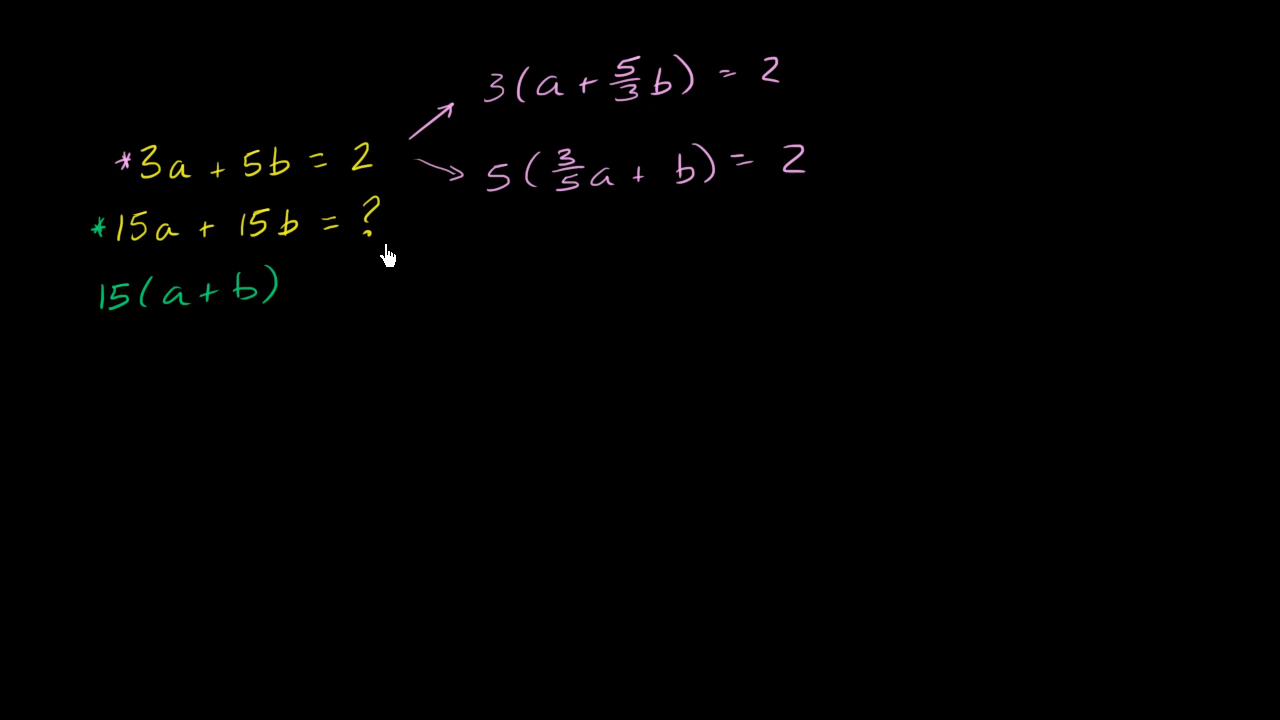 3(a + 5/3 b) = 2
*3a + 5b = 2
5(3/5 a + b) = 2
*15a + 15b = ?
15(a + b)